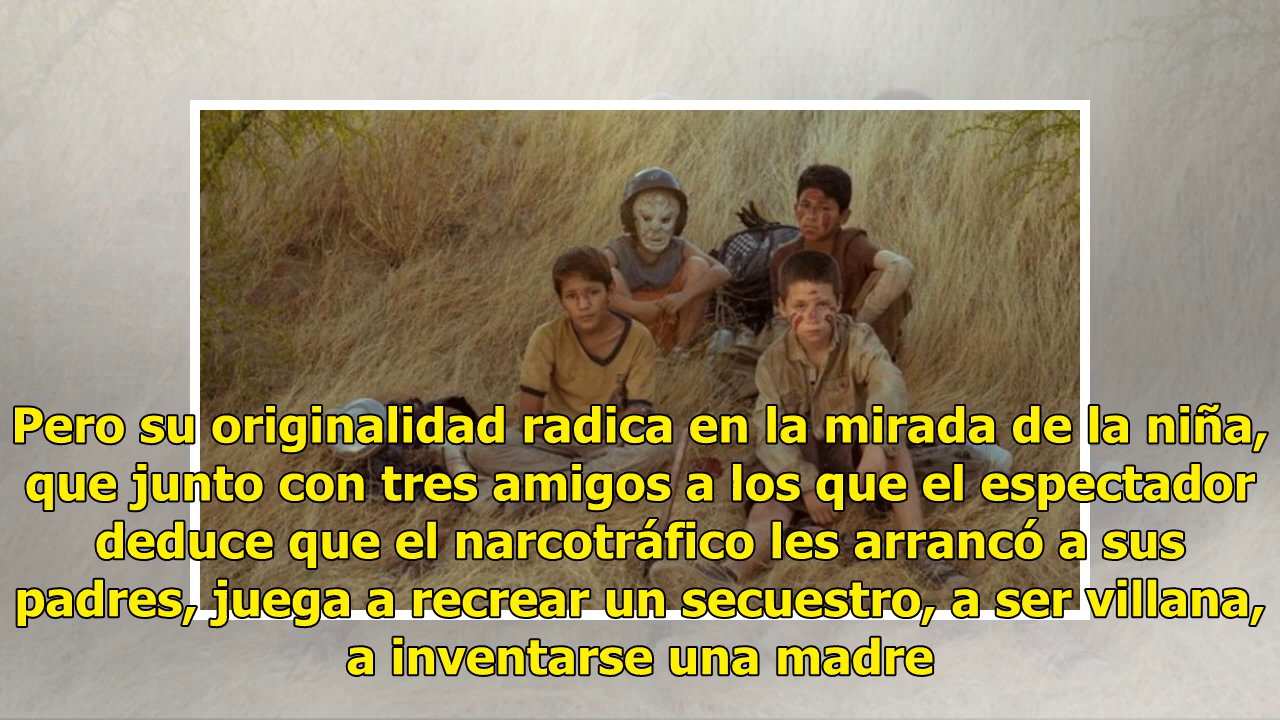 Pero su originalidad radica en la mirada de la niña,
que junto con tres amigos a los que el espectador
deduce que el narcotráfico les arrancó a sus
padres, juega a recrear un secuestro, a ser villana,
a inventarse una madre